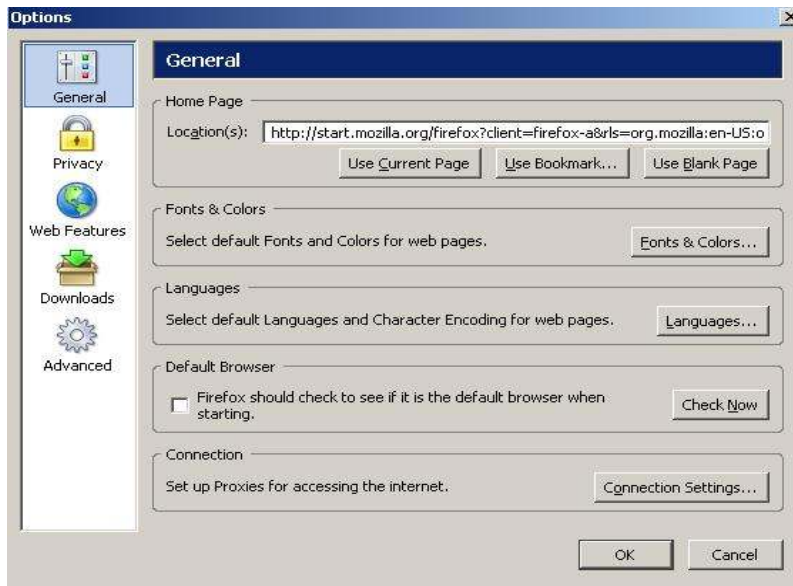 Options
General
Privacy
Web Features
Downloads
Advanced
General
Home Page
Location(s): http://start.mozilla.org/firefox?client=firefox-a&rls=org.mozilla:en-US:o
Use Current Page Use Bookmark... Use Blank Page
Fonts & Colors
Select default Fonts and Colors for web pages. Fonts & Colors...
Languages
Select default Languages and Character Encoding for web pages. Languages...
Default Browser
Firefox should check to see if it is the default browser when
starting. Check Now
Connection
Set up Proxies for accessing the internet. Connection Settings...
OK Cancel